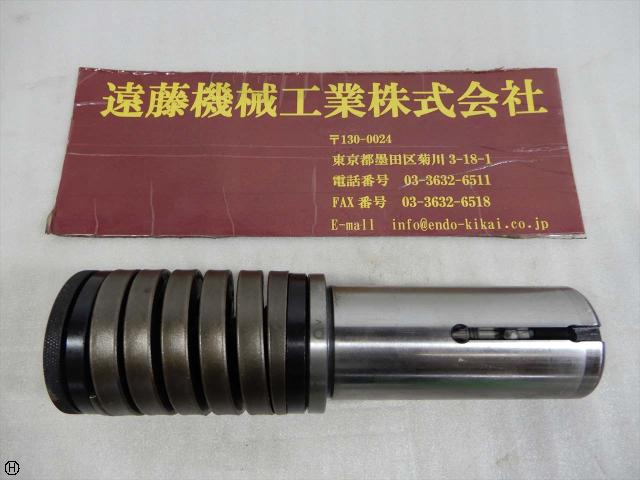 遠藤機械工業株式会社
〒130-0024
東京都墨田区菊川 3-18-1
電話番号 03-3632-6511
FAX 番号 03-3632-6518
E-mall info@endo-kikai.co.jp
H